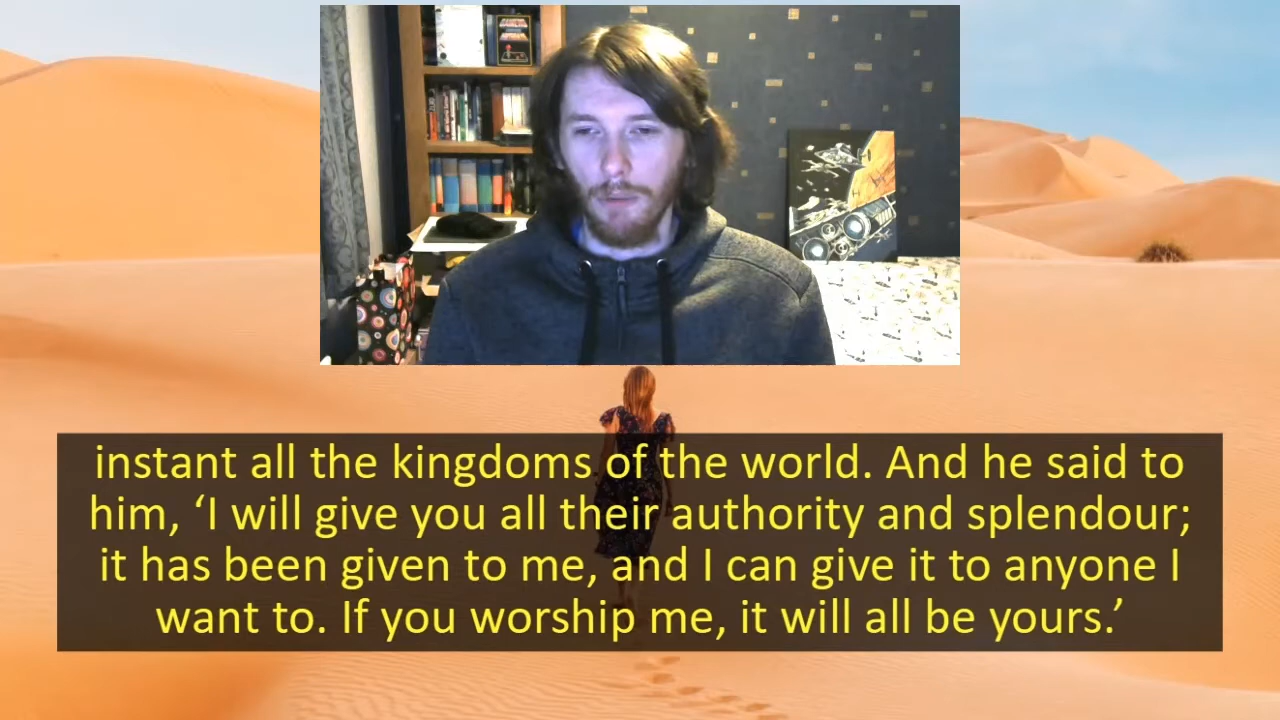 instant all the kingdoms of the world. And he said to
him, ‘I will give you all their authority and splendour;
it has been given to me, and I can give it to anyone I
want to. If you worship me, it will all be yours.’